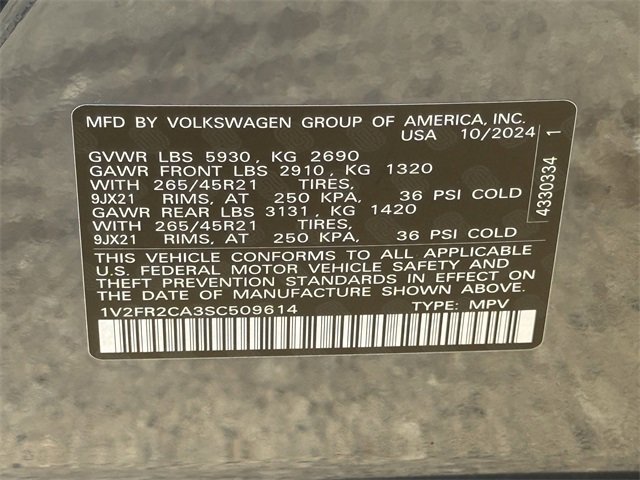 MFD BY VOLKSWAGEN GROUP OF AMERICA, INC.
USA 10/2024
GVWR LBS 5930, KG 2690
GAWR FRONT LBS 2910, KG 1320
WITH 265/45R21 TIRES,
9JX21 RIMS, AT 250 KPA, 36 PSI COLD
GAWR REAR LBS 3131, KG 1420
WITH 265/45R21 TIRES,
9JX21 RIMS, AT 250 KPA, 36 PSI COLD
THIS VEHICLE CONFORMS TO ALL APPLICABLE
U.S. FEDERAL MOTOR VEHICLE SAFETY AND
THEFT PREVENTION STANDARDS IN EFFECT ON
THE DATE OF MANUFACTURE SHOWN ABOVE.
1V2FR2CA3SC509614 TYPE: MPV
4390334 1